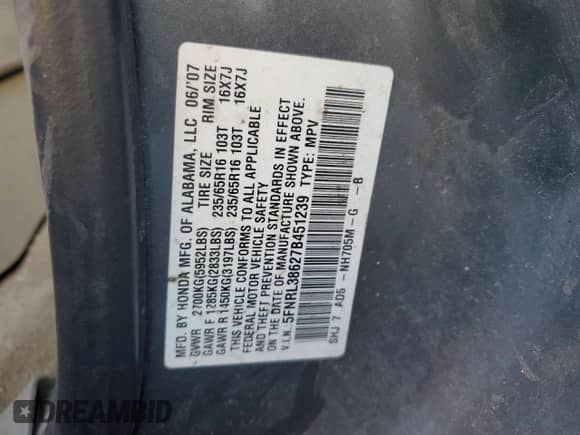 MFD. BY HONDA MFG. OF ALABAMA, LLC 06/'07
GVWR 2700KG(5952LBS) TIRE SIZE RIM SIZE
GAWR F 1285KG(2833LBS) 235/65R16 103T 16X7J
GAWR R 1450KG(3197LBS) 235/65R16 103T 16X7J
THIS VEHICLE CONFORMS TO ALL APPLICABLE
FEDERAL MOTOR VEHICLE SAFETY
AND THEFT PREVENTION STANDARDS IN EFFECT
ON THE DATE OF MANUFACTURE SHOWN ABOVE.
V.I.N. 5FNRL38627B451239 TYPE: MPV
SHJ 7 AD5 -NH705M-G -B
DREAMBID